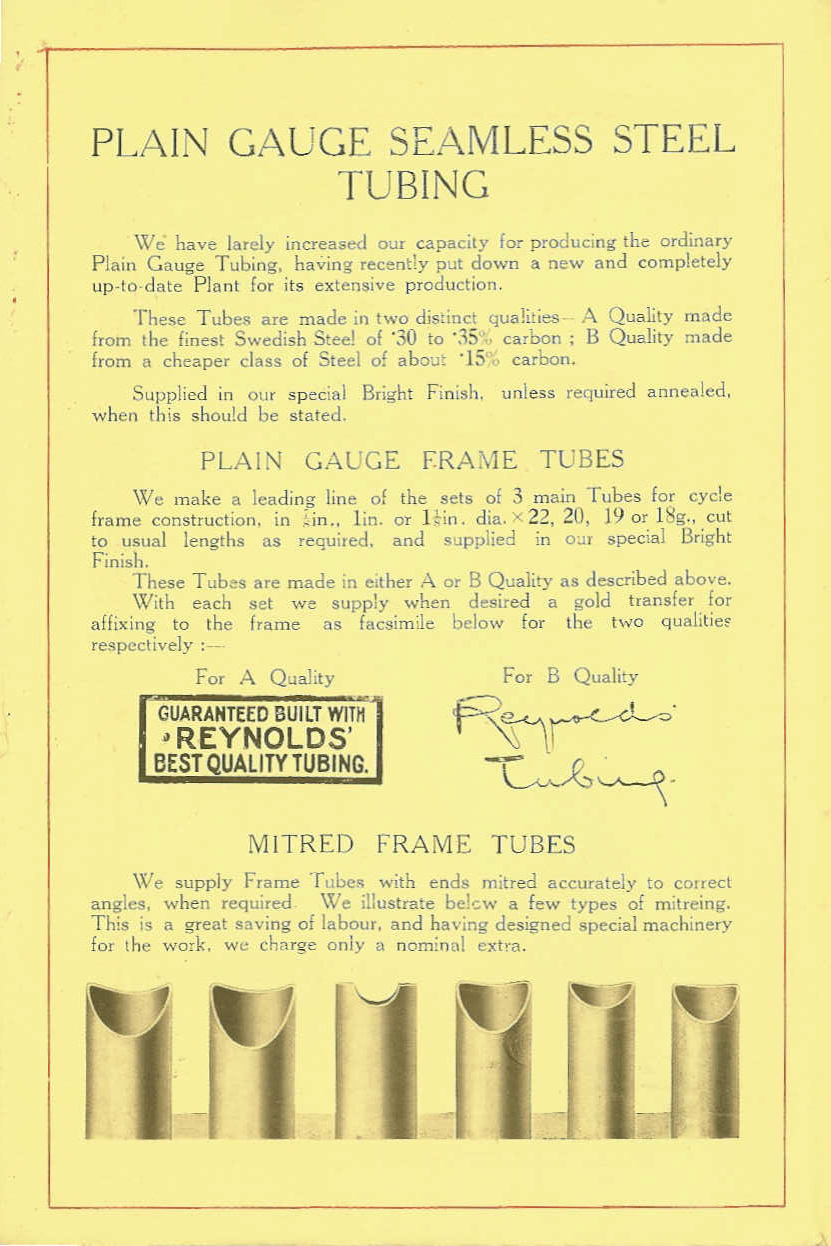 PLAIN GAUGE SEAMLESS STEEL
TUBING
We have larely increased our capacity for producing the ordinary
Plain Gauge Tubing, having recently put down a new and completely
up-to-date Plant for its extensive production.
These Tubes are made in two distinct qualities— A Quality made
from the finest Swedish Steel of ·30 to ·35% carbon ; B Quality made
from a cheaper class of Steel of about ·15% carbon.
Supplied in our special Bright Finish, unless required annealed,
when this should be stated.
PLAIN GAUGE FRAME TUBES
We make a leading line of the sets of 3 main Tubes for cycle
frame construction, in in., 1in. or 1⅛in. dia. × 22, 20, 19 or 18g., cut
to usual lengths as required, and supplied in our special Bright
Finish.
These Tubes are made in either A or B Quality as described above.
With each set we supply when desired a gold transfer for
affixing to the frame as facsimile below for the two qualities
respectively :—
For A Quality
GUARANTEED BUILT WITH
'REYNOLDS'
BEST QUALITY TUBING.
For B Quality
Reynolds'
Tubing.
MITRED FRAME TUBES
We supply Frame Tubes with ends mitred accurately to correct
angles, when required. We illustrate below a few types of mitreing.
This is a great saving of labour, and having designed special machinery
for the work, we charge only a nominal extra.